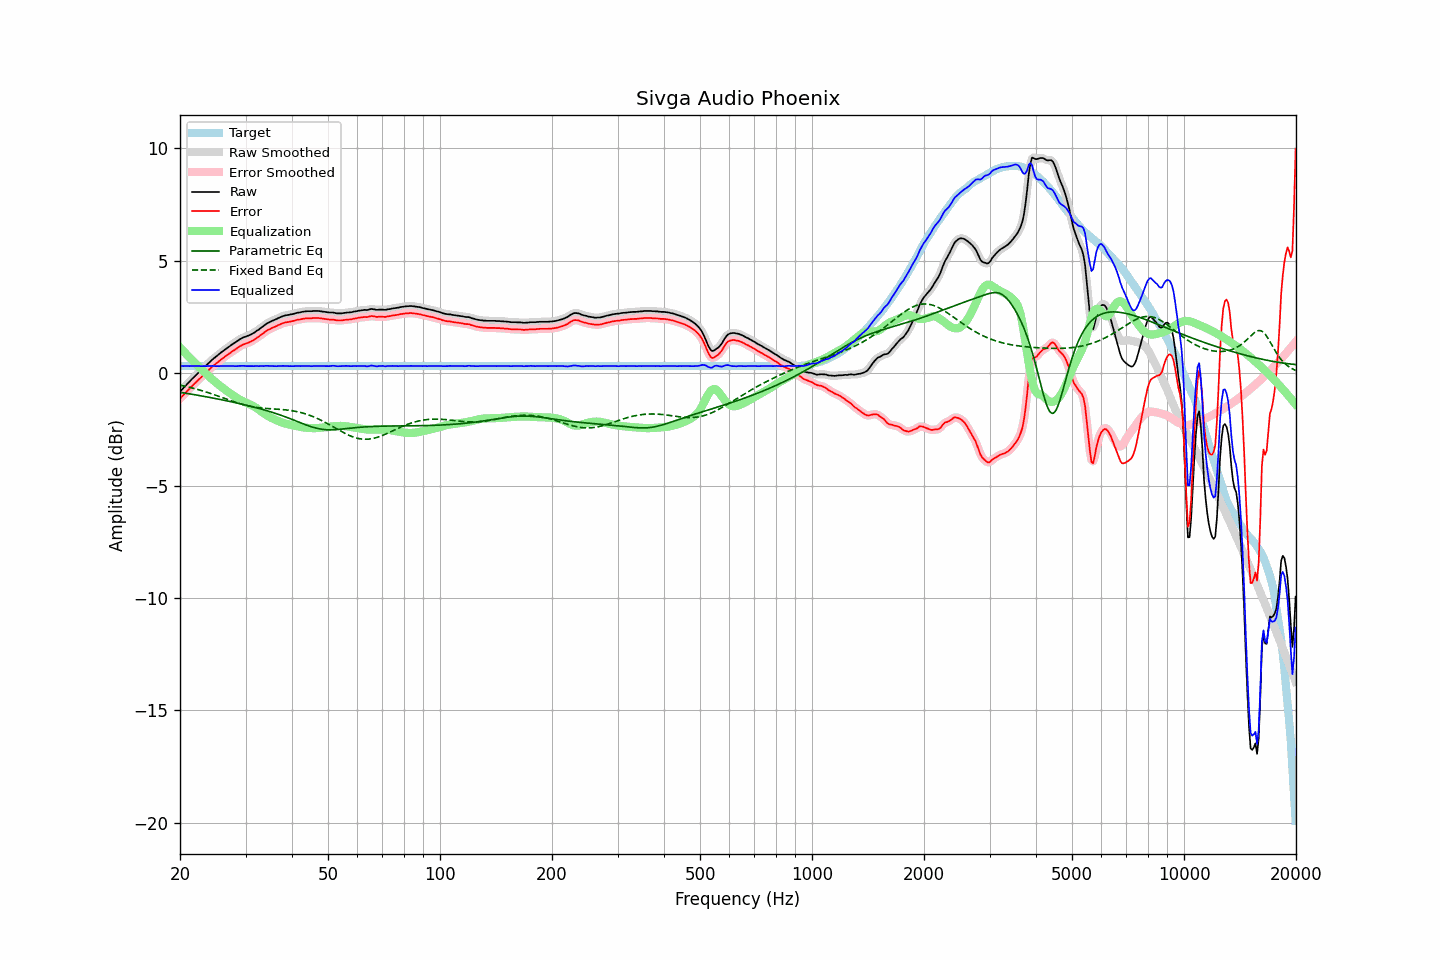 Sivga Audio Phoenix
Target
Raw Smoothed
Error Smoothed
Raw
Error
Equalization
Parametric Eq
Fixed Band Eq
Equalized
10
5
0
−5
−10
−15
−20
Amplitude (dBr)
20 50 100 200 500 1000 2000 5000 10000 20000
Frequency (Hz)